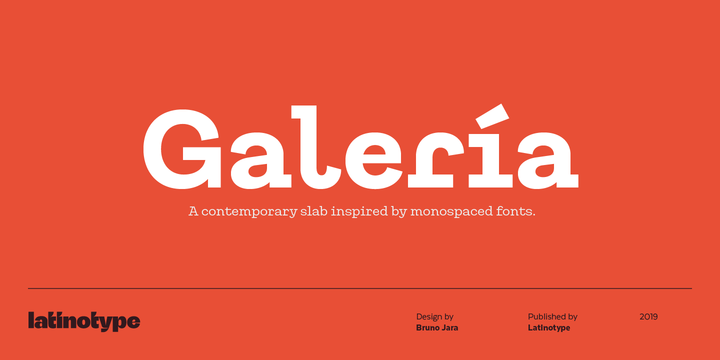 Galería
A contemporary slab inspired by monospaced fonts.
latinotype
Design by
Bruno Jara
Published by
Latinotype
2019